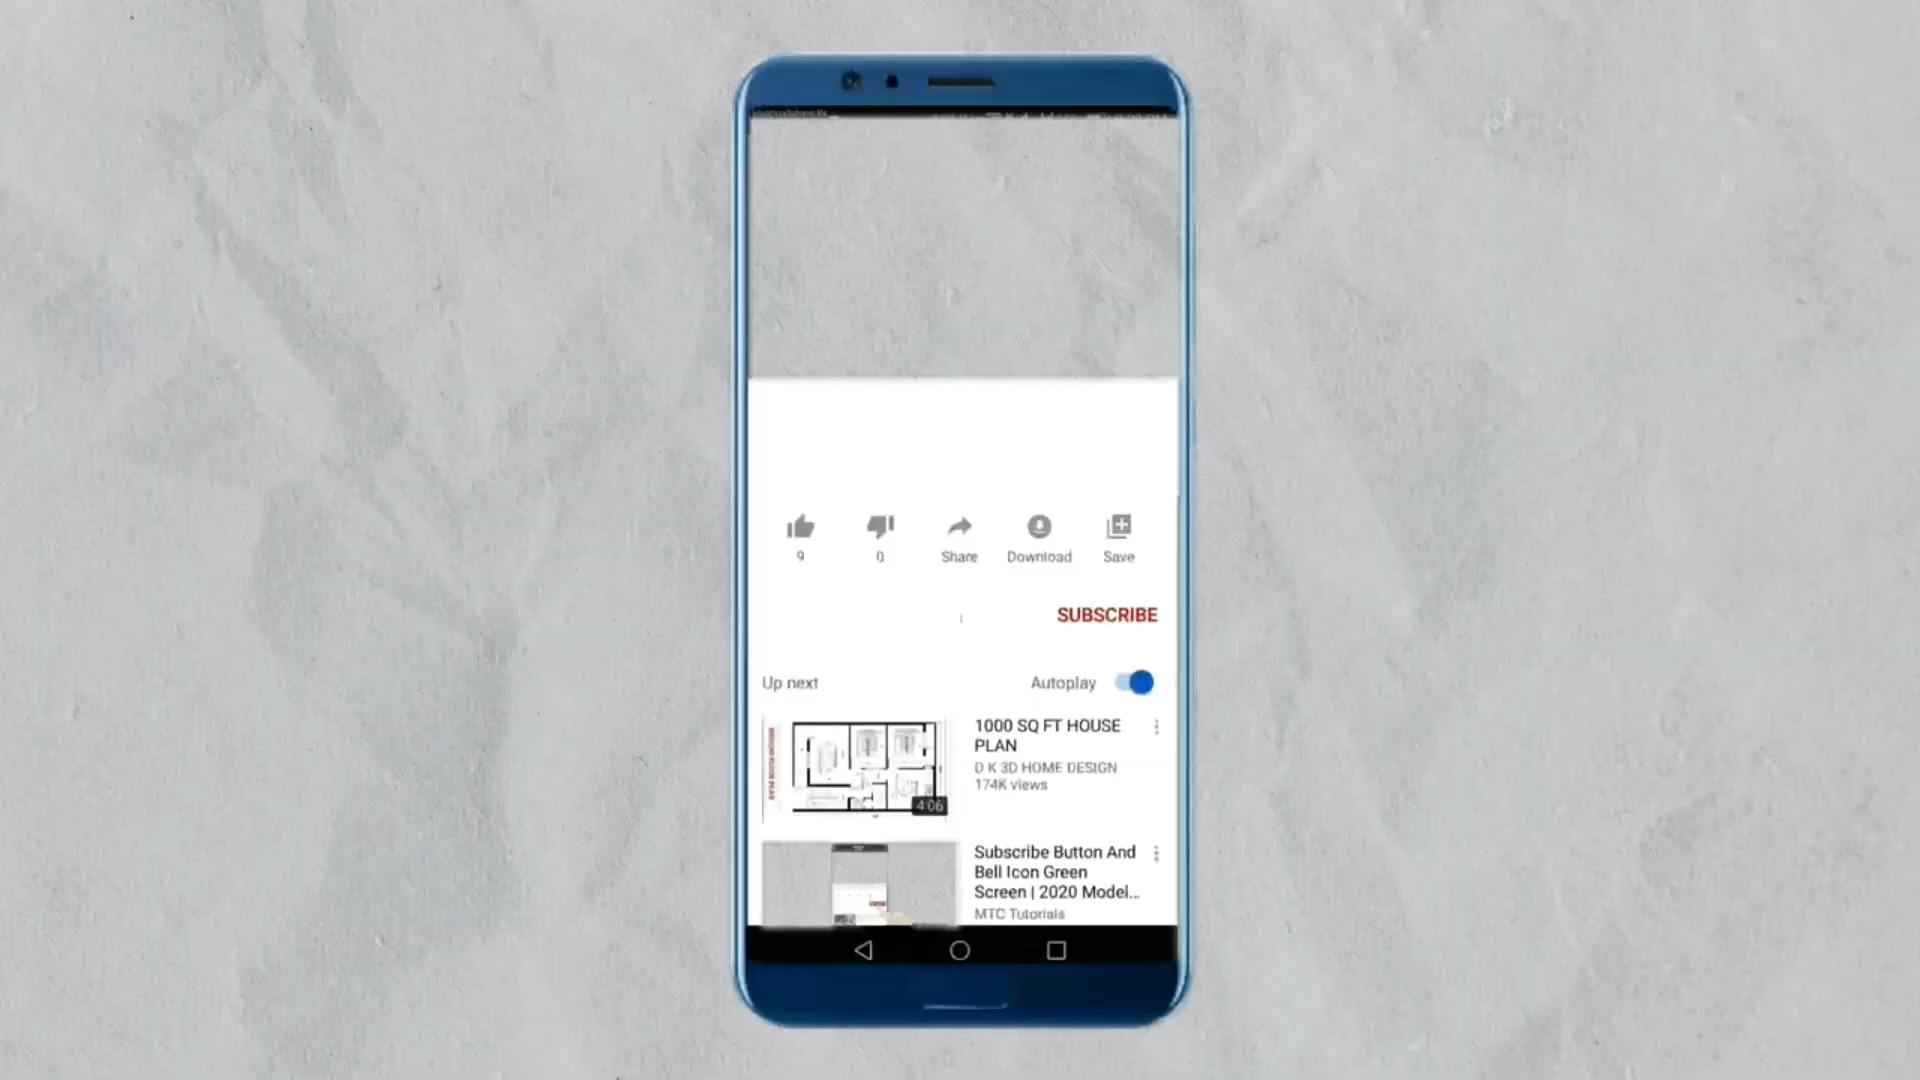 9
0
Share
Download
Save
SUBSCRIBE
Up next
Autoplay
1000 SQ FT HOUSE
PLAN
D K 3D HOME DESIGN
174K views
4:06
Subscribe Button And
Bell Icon Green
Screen | 2020 Model...
MTC Tutorials